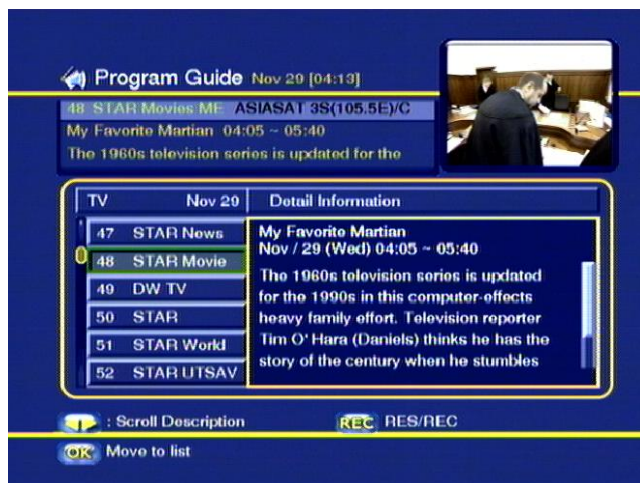 Program Guide Nov 29 [04:13]
48 STAR Movies ME ASIASAT 3S(105.5E)/C
My Favorite Martian 04:05 ~ 05:40
The 1960s television series is updated for the
TV Nov 29 Detail Information
47 STAR News
48 STAR Movie
49 DW TV
50 STAR
51 STAR World
52 STAR UTSAV
My Favorite Martian
Nov / 29 (Wed) 04:05 ~ 05:40
The 1960s television series is updated
for the 1990s in this computer-effects
heavy family effort. Television reporter
Tim O' Hara (Daniels) thinks he has the
story of the century when he stumbles
: Scroll Description
REC RES/REC
OK Move to list